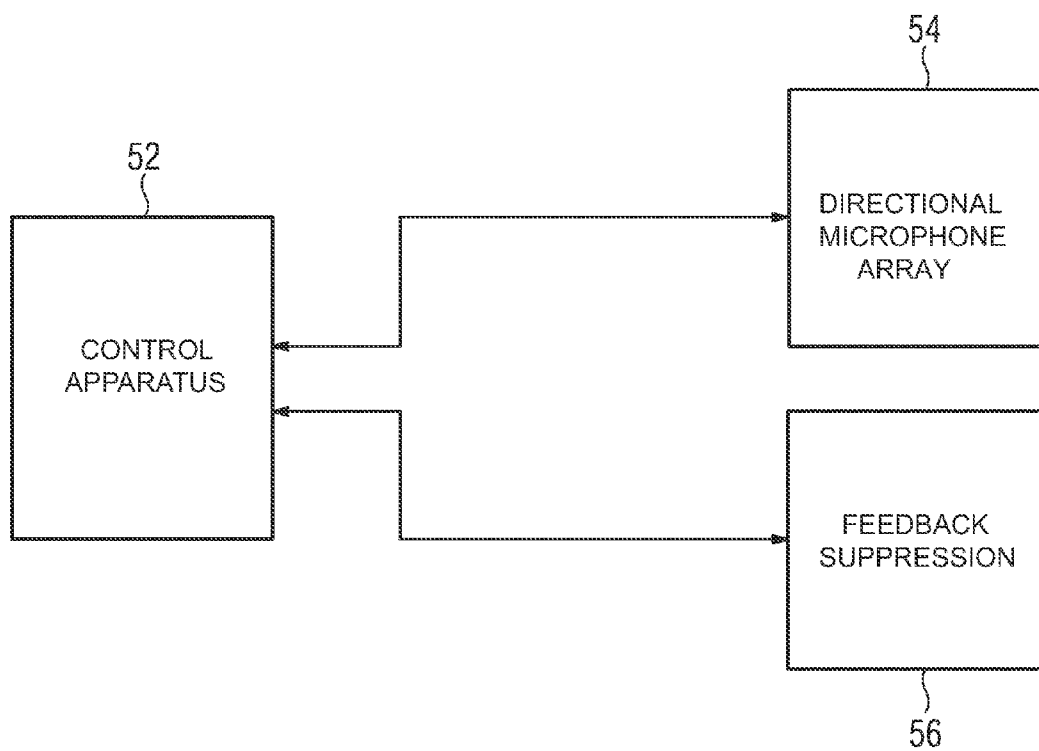 54
52
DIRECTIONAL
MICROPHONE
ARRAY
CONTROL
APPARATUS
FEEDBACK
SUPPRESSION
56